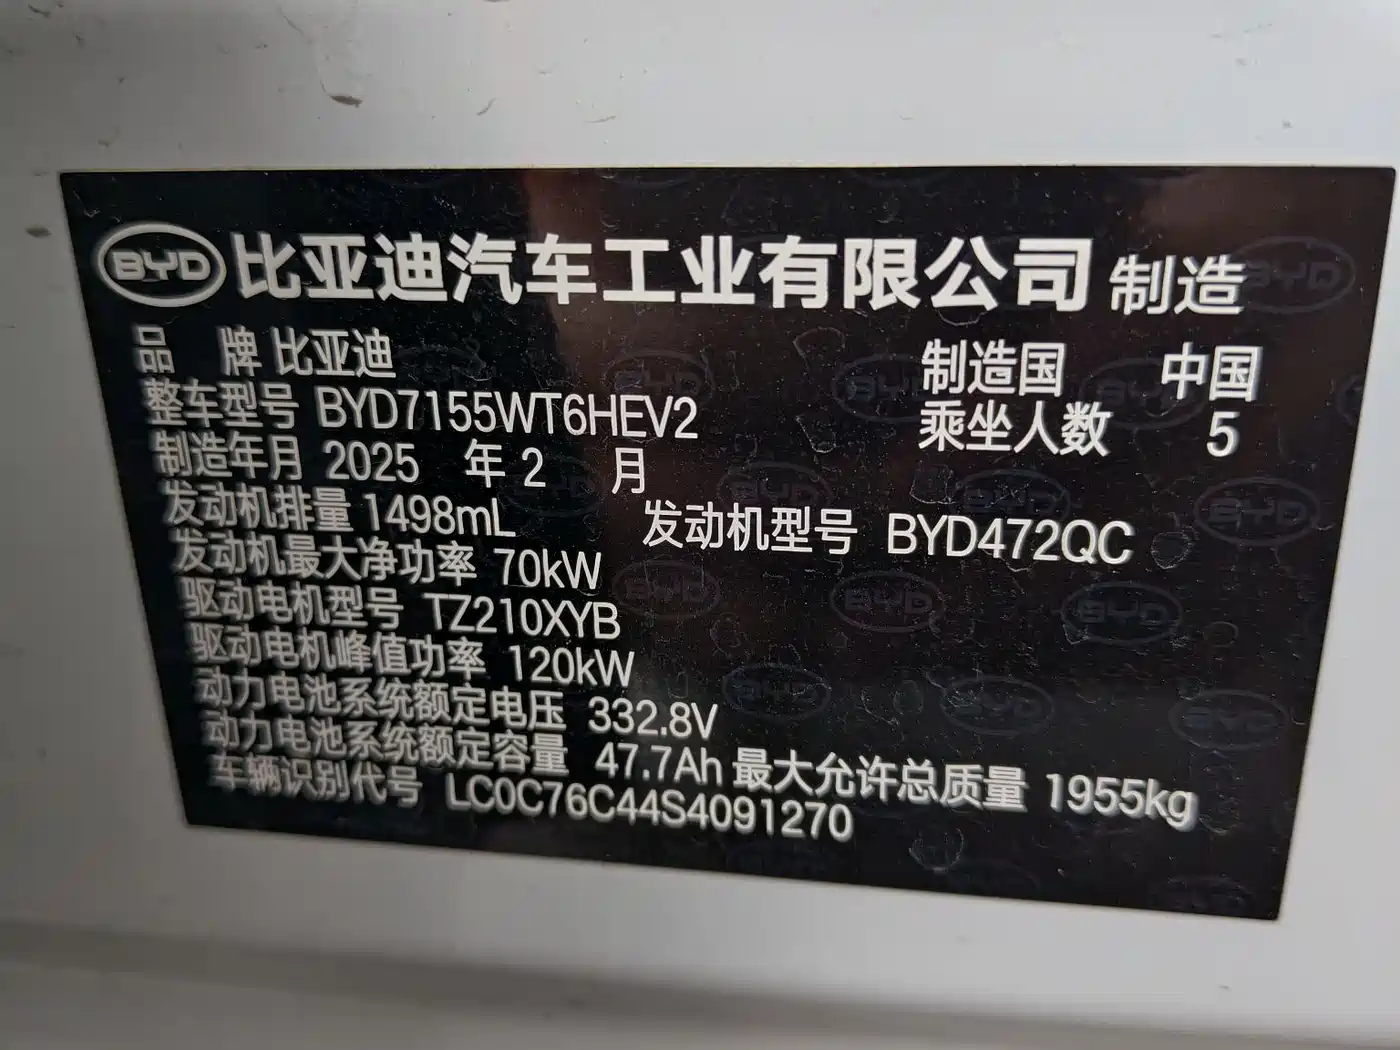 BYD 比亚迪汽车工业有限公司 制造
品 牌 比亚迪 制造国 中国
整车型号 BYD7155WT6HEV2 乘坐人数 5
制造年月 2025 年 2 月
发动机排量 1498mL 发动机型号 BYD472QC
发动机最大净功率 70kW
驱动电机型号 TZ210XYB
驱动电机峰值功率 120kW
动力电池系统额定电压 332.8V
动力电池系统额定容量 47.7Ah 最大允许总质量 1955kg
车辆识别代号 LC0C76C44S4091270